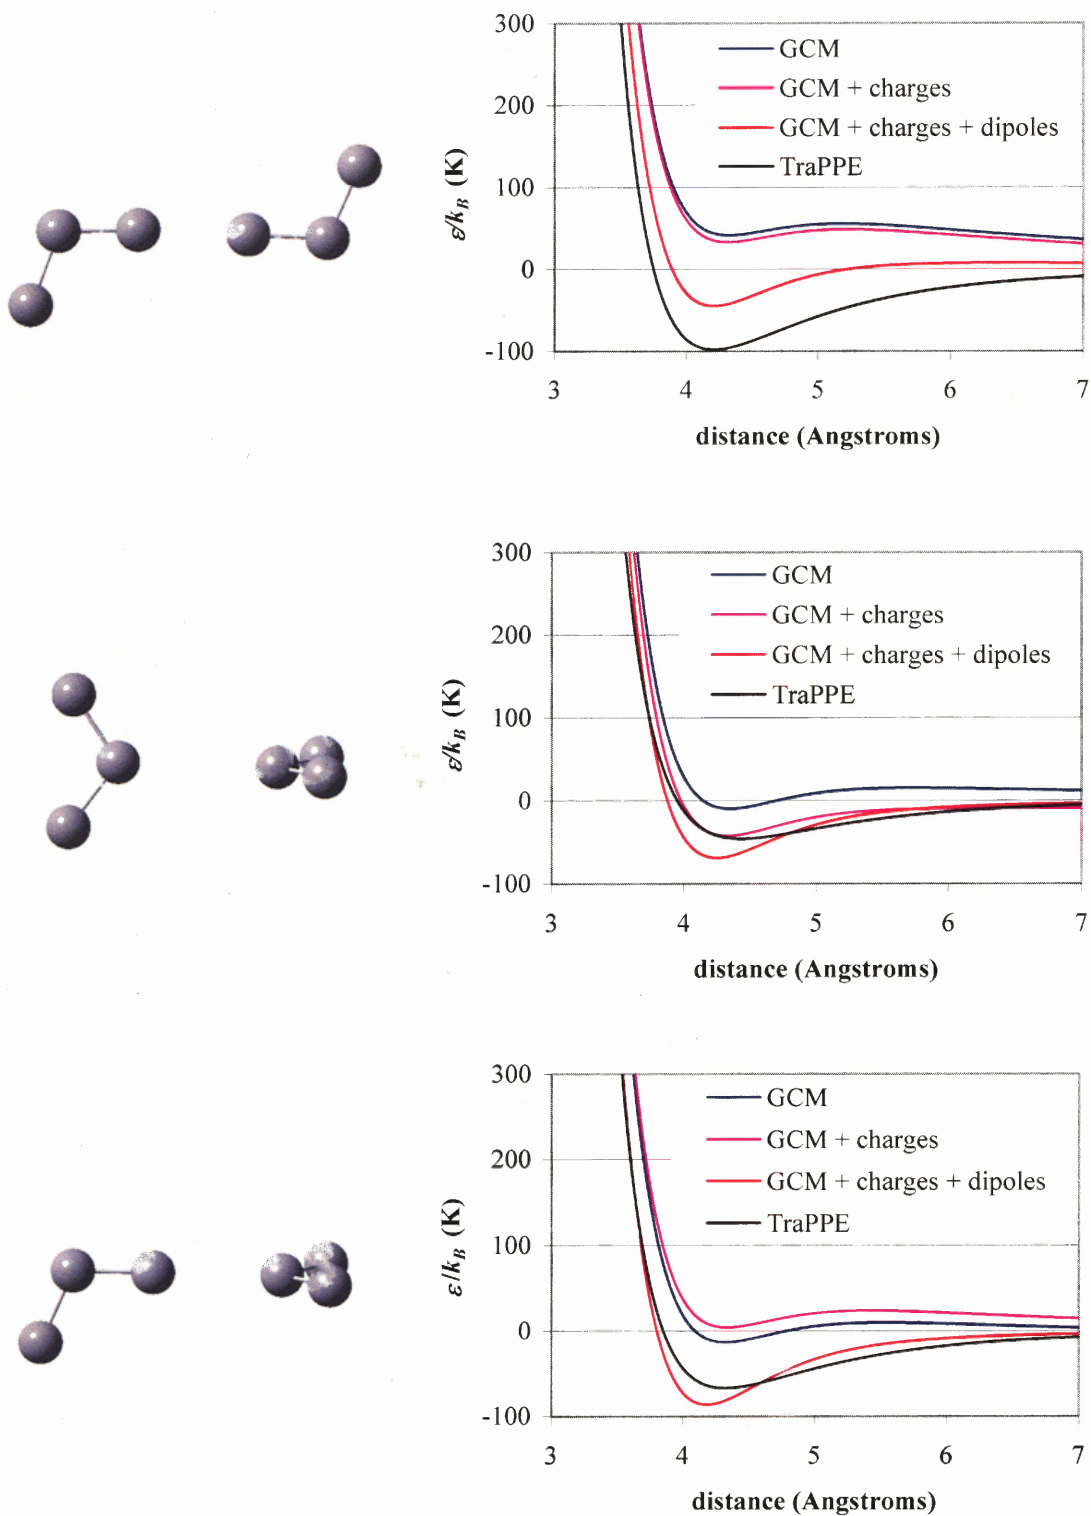 300
200
100
0
-100
ε/k_B (K)
GCM
GCM + charges
GCM + charges + dipoles
TraPPE
3 4 5 6 7
distance (Angstroms)
300
200
100
0
-100
ε/k_B (K)
GCM
GCM + charges
GCM + charges + dipoles
TraPPE
3 4 5 6 7
distance (Angstroms)
300
200
100
0
-100
ε/k_B (K)
GCM
GCM + charges
GCM + charges + dipoles
TraPPE
3 4 5 6 7
distance (Angstroms)